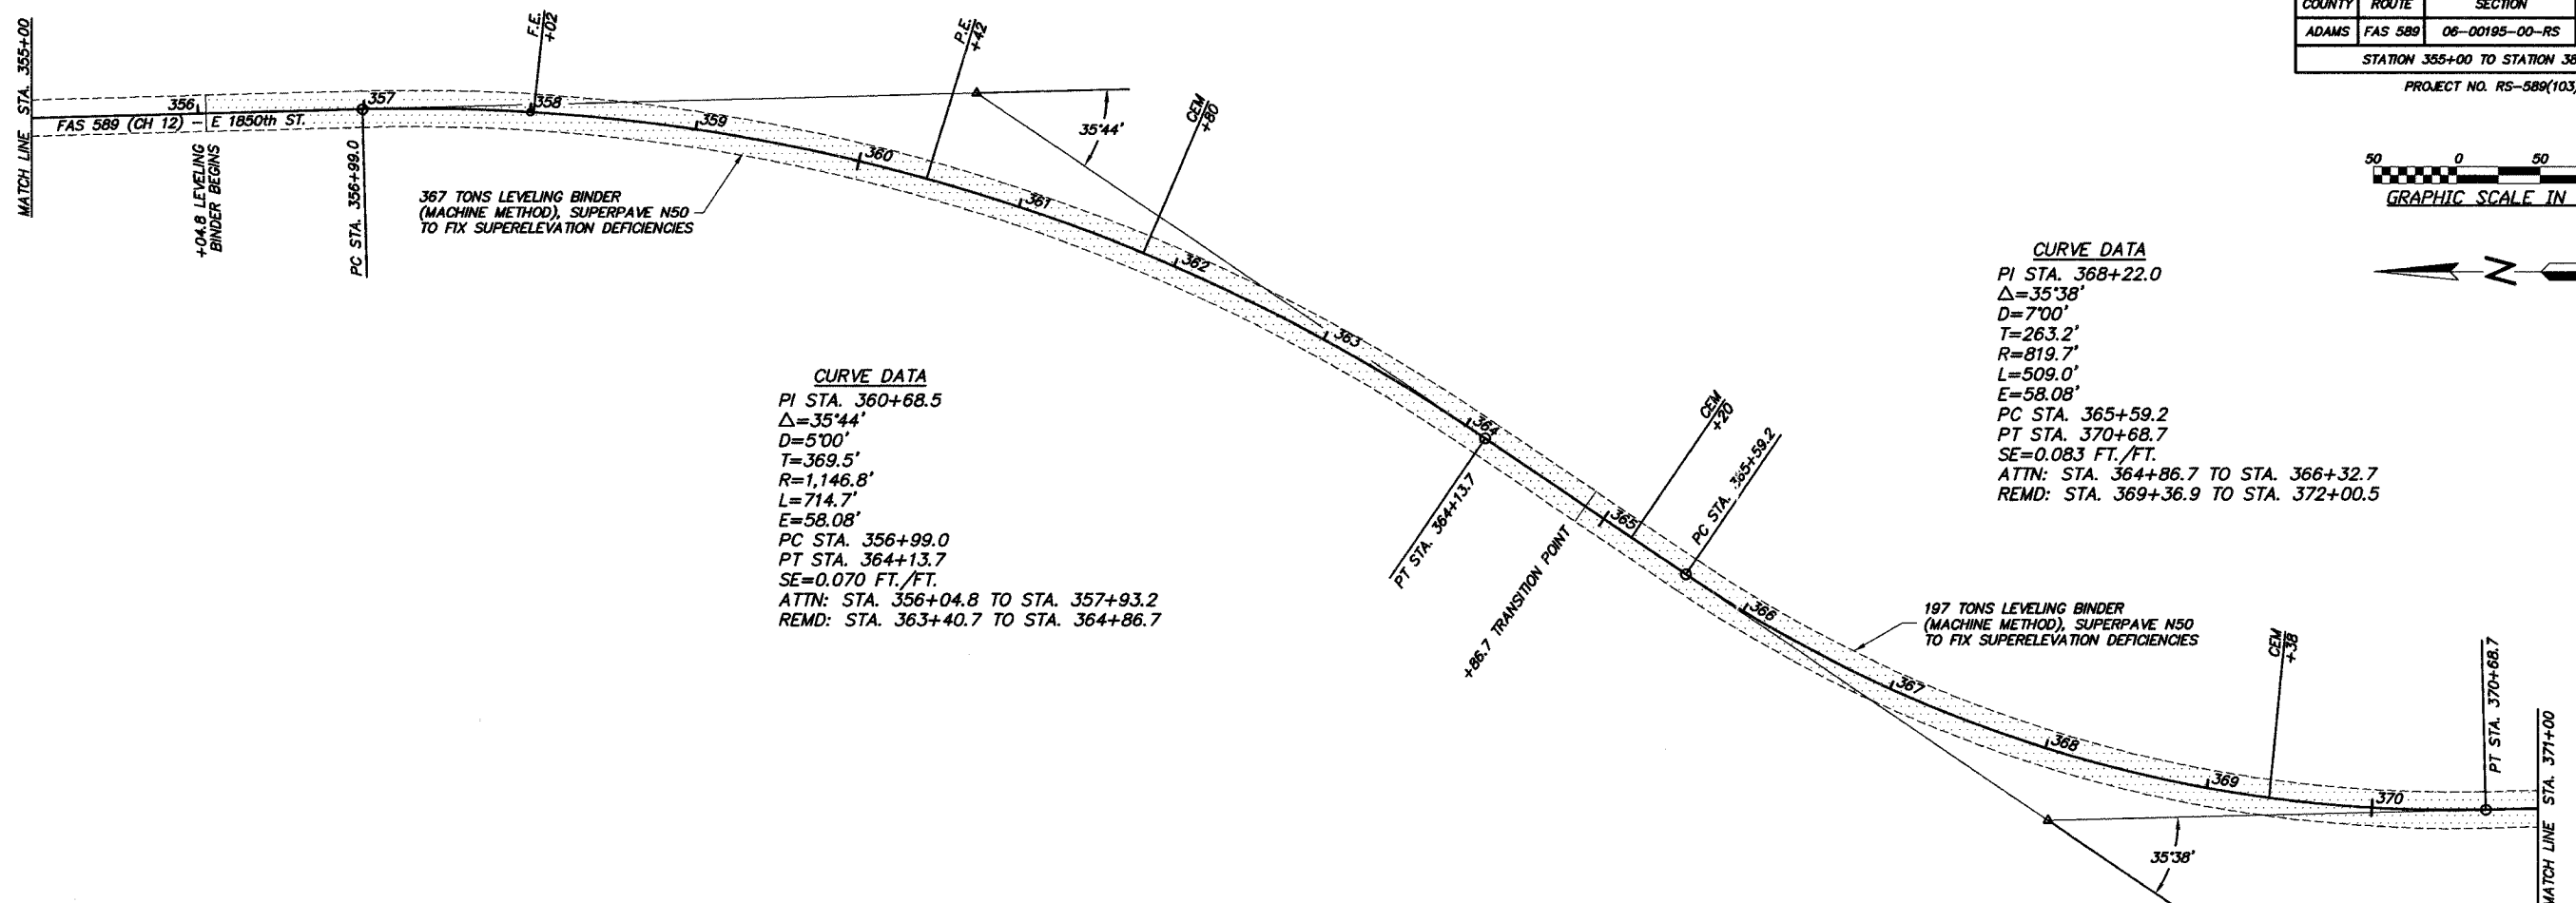 COUNTY ROUTE SECTION
ADAMS FAS 589 06-00195-00-RS
STATION 355+00 TO STATION 38
PROJECT NO. RS-589(103)
50 0 50
GRAPHIC SCALE IN
N
MATCH LINE STA. 355+00
356
FAS 589 (CH 12) - E 1850th ST.
+04.8 LEVELING
BINDER BEGINS
357
PC STA. 356+99.0
F.E.
+02
358
359
367 TONS LEVELING BINDER
(MACHINE METHOD), SUPERPAVE N50
TO FIX SUPERELEVATION DEFICIENCIES
360
P.E.
+42
361
35°44'
CEM
+80
362
363
CURVE DATA
PI STA. 360+68.5
Δ=35°44'
D=5°00'
T=369.5'
R=1,146.8'
L=714.7'
E=58.08'
PC STA. 356+99.0
PT STA. 364+13.7
SE=0.070 FT./FT.
ATTN: STA. 356+04.8 TO STA. 357+93.2
REMD: STA. 363+40.7 TO STA. 364+86.7
364
PT STA. 364+13.7
+86.7 TRANSITION POINT
365
CEM
+20
PC STA. 365+59.2
366
CURVE DATA
PI STA. 368+22.0
Δ=35°38'
D=7°00'
T=263.2'
R=819.7'
L=509.0'
E=58.08'
PC STA. 365+59.2
PT STA. 370+68.7
SE=0.083 FT./FT.
ATTN: STA. 364+86.7 TO STA. 366+32.7
REMD: STA. 369+36.9 TO STA. 372+00.5
197 TONS LEVELING BINDER
(MACHINE METHOD), SUPERPAVE N50
TO FIX SUPERELEVATION DEFICIENCIES
367
368
369
CEM
+38
370
35°38'
PT STA. 370+68.7
MATCH LINE STA. 371+00